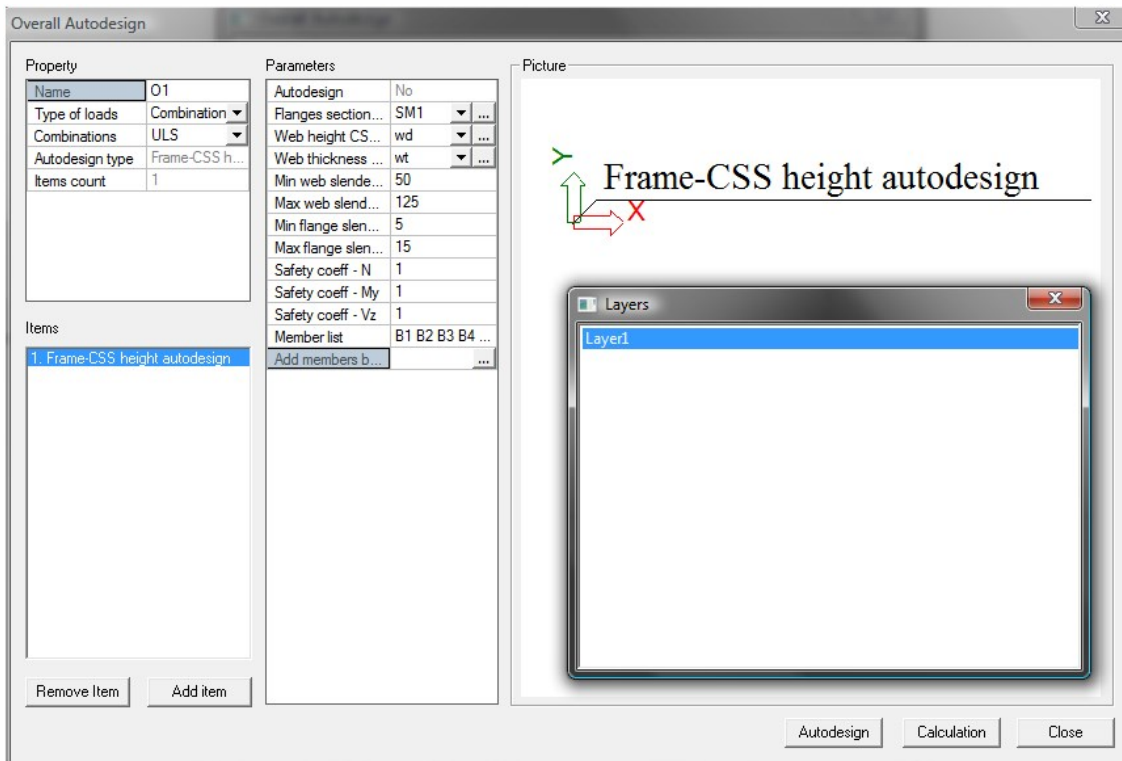 Overall Autodesign
Property
Name O1
Type of loads Combination
Combinations ULS
Autodesign type Frame-CSS h...
Items count 1
Items
1. Frame-CSS height autodesign
Remove Item Add item
Parameters
Autodesign No
Flanges section... SM1 ...
Web height CS... wd ...
Web thickness ... wt ...
Min web slende... 50
Max web slend... 125
Min flange slen... 5
Max flange slen... 15
Safety coeff - N 1
Safety coeff - My 1
Safety coeff - Vz 1
Member list B1 B2 B3 B4 ...
Add members b... ...
Picture
Y
Frame-CSS height autodesign
X
Layers
Layer1
Autodesign Calculation Close